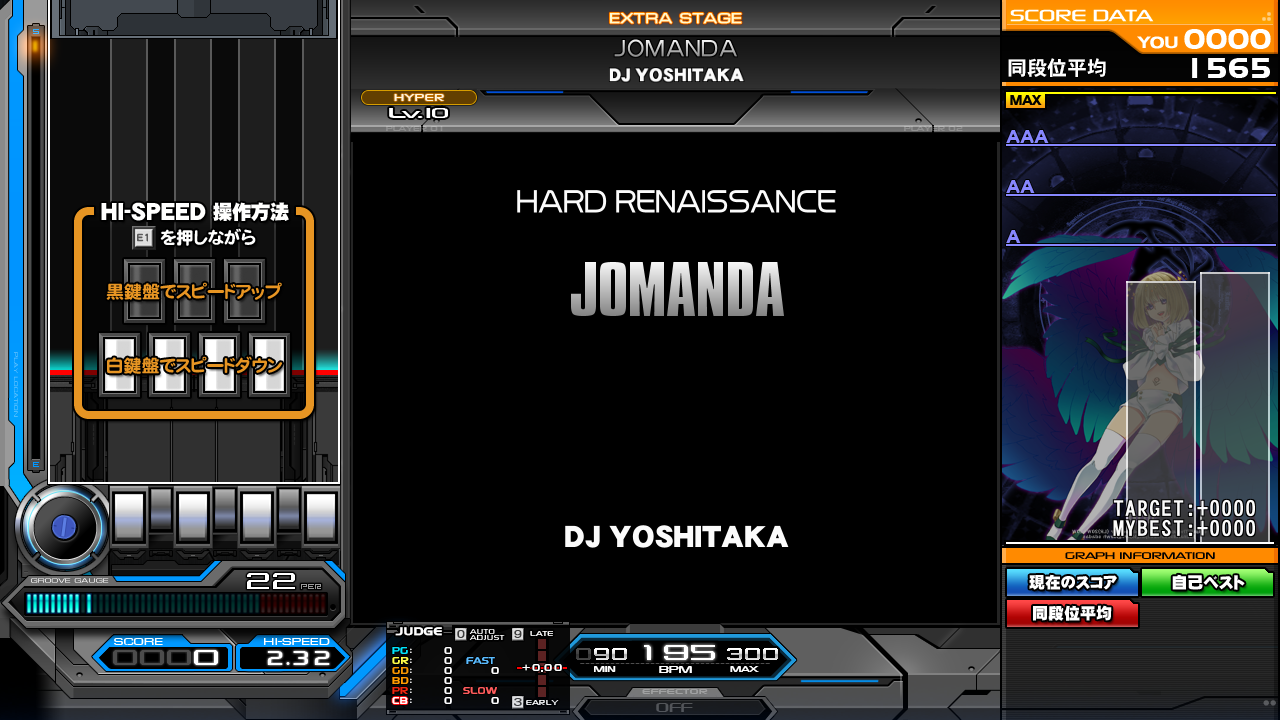 HI-SPEED 操作方法
E1 を押しながら
黒鍵盤でスピードアップ
白鍵盤でスピードダウン
GROOVE GAUGE
22 PER
SCORE
0000
HI-SPEED
2.32
EXTRA STAGE
JOMANDA
DJ YOSHITAKA
HYPER
Lv.10
PLAYER 01
PLAYER 02
HARD RENAISSANCE
JOMANDA
DJ YOSHITAKA
JUDGE
0 AUTO ADJUST 9 LATE
PG: 0
GR: 0 FAST
GD: 0 0
BD: 0
PR: 0 SLOW
CB: 0 0
+0.00
3 EARLY
090 195 300
MIN BPM MAX
EFFECTOR
OFF
SCORE DATA
YOU 0000
同段位平均 1565
MAX
AAA
AA
A
TARGET:+0000
MYBEST:+0000
GRAPH INFORMATION
現在のスコア
自己ベスト
同段位平均